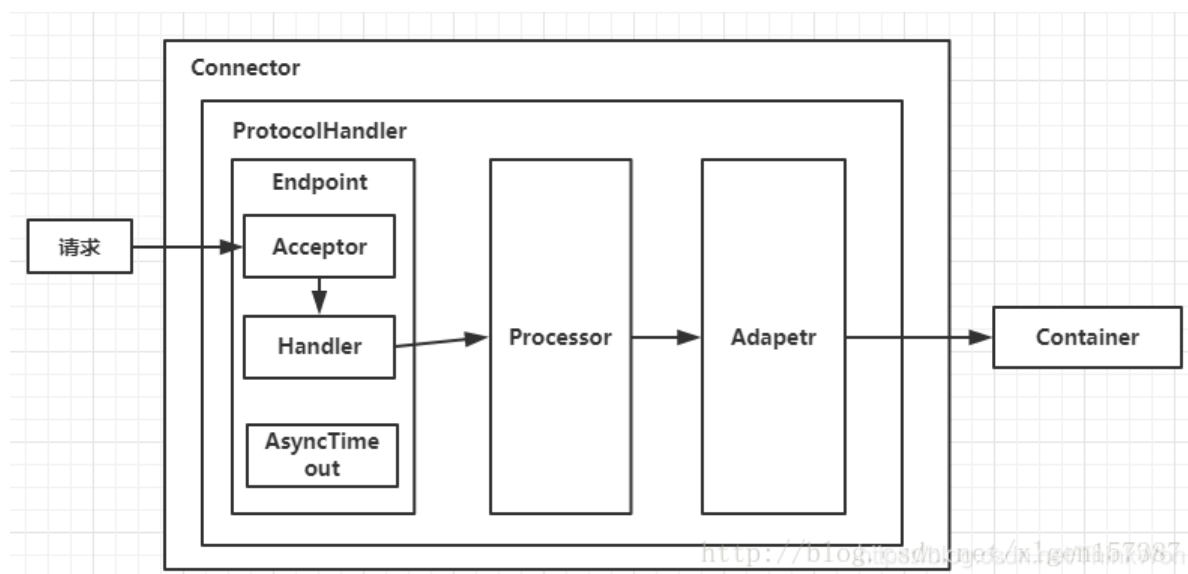 Connector
ProtocolHandler
Endpoint
请求
Acceptor
Handler
Processor
Adapetr
Container
AsyncTime
out